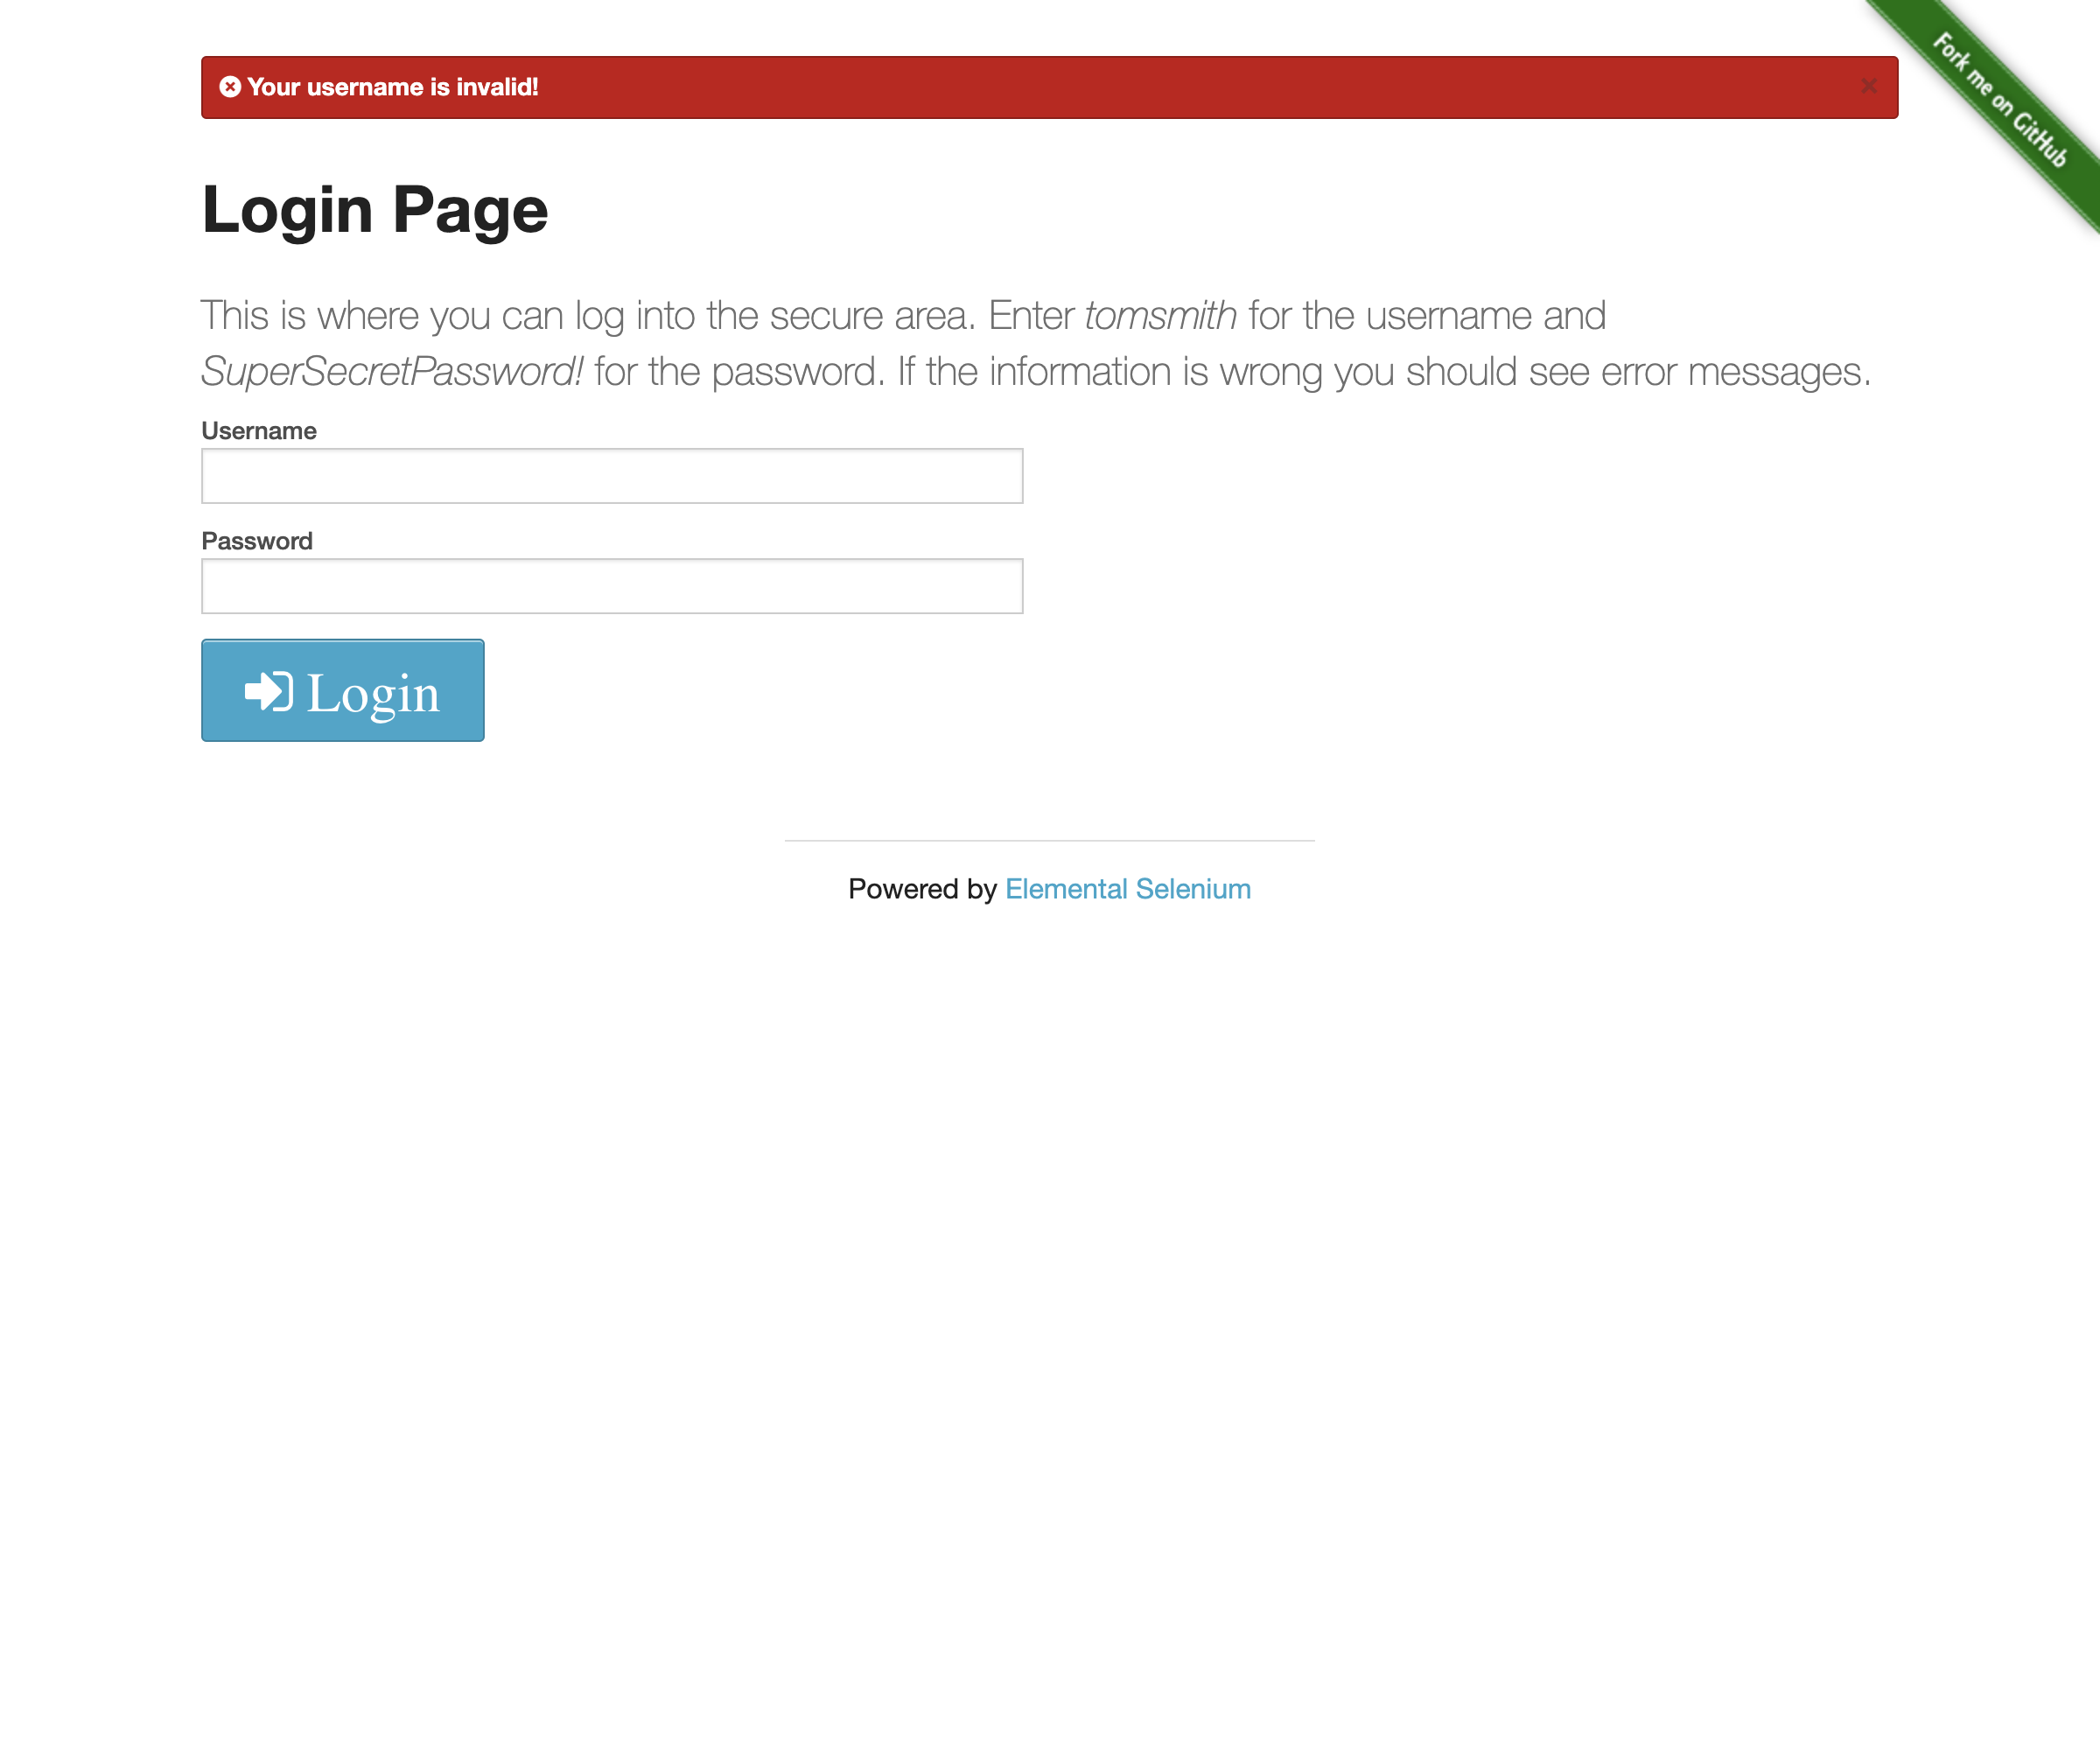 Fork me on GitHub
Your username is invalid!
×
Login Page
This is where you can log into the secure area. Enter tomsmith for the username and
SuperSecretPassword! for the password. If the information is wrong you should see error messages.
Username
Password
Login
Powered by Elemental Selenium